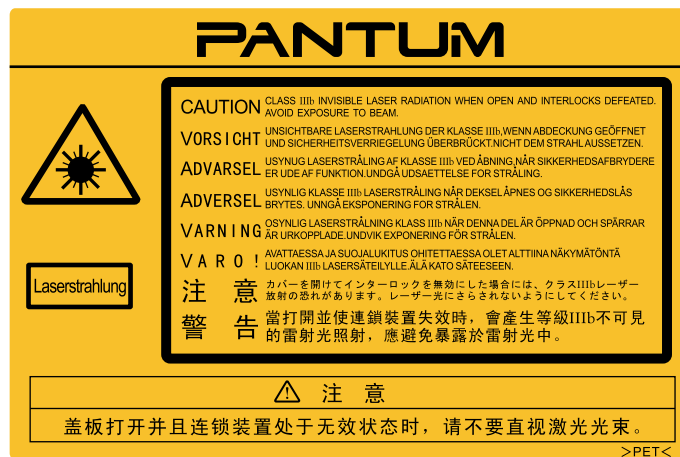 PANTUM
CAUTION CLASS IIIb INVISIBLE LASER RADIATION WHEN OPEN AND INTERLOCKS DEFEATED.
AVOID EXPOSURE TO BEAM.
VORSICHT UNSICHTBARE LASERSTRAHLUNG DER KLASSE IIIb,WENN ABDECKUNG GEÖFFNET
UND SICHERHEITSVERRIEGELUNG ÜBERBRÜCKT.NICHT DEM STRAHL AUSSETZEN.
ADVARSEL USYNUG LASERSTRÅLING AF KLASSE IIIb VED ÅBNING NÅR SIKKERHEDSAFBRYDERE
ER UDE AF FUNKTION.UNDGÅ UDSAETTELSE FOR STRÅLING.
ADVERSEL USYNLIG KLASSE IIIb LASERSTRÅLING NÅR DEKSEL ÅPNES OG SIKKERHEDSLÅS
BRYTES. UNNGÅ EKSPONERING FOR STRÅLEN.
VARNING OSYNLIG LASERSTRÅLNING KLASS IIIb NÄR DENNA DEL ÄR ÖPPNAD OCH SPÄRRAR
ÄR URKOPPLADE.UNDVIK EXPONERING FÖR STRÅLEN.
VARO! AVATTAESSA JA SUOJALUKITUS OHITETTAESSA OLET ALTTIINA NÄKYMÄTÖNTÄ
LUOKAN IIIb LASERSÄTEILYLLE.ÄLÄ KATO SÄTEESEEN.
注 意 カバーを開けてインターロックを無効にした場合には、クラスIIIbレーザー
放射の恐れがあります。レーザー光にさらされないようにしてください。
警 告 當打開並使連鎖裝置失效時，會產生等級IIIb不可見
的雷射光照射，應避免暴露於雷射光中。
Laserstrahlung
注 意
盖板打开并且连锁装置处于无效状态时，请不要直视激光光束。
>PET<